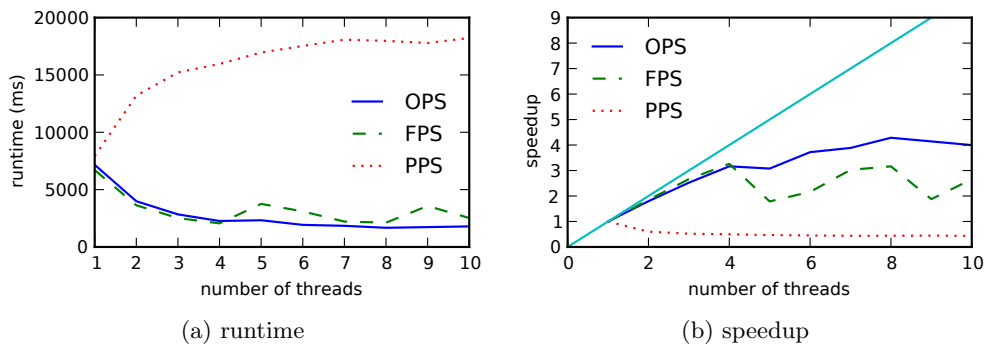 20000
15000
10000
5000
0
runtime (ms)
OPS
FPS
PPS
1 2 3 4 5 6 7 8 9 10
number of threads
(a) runtime
9
8
7
6
5
4
3
2
1
0
speedup
OPS
FPS
PPS
0 2 4 6 8 10
number of threads
(b) speedup